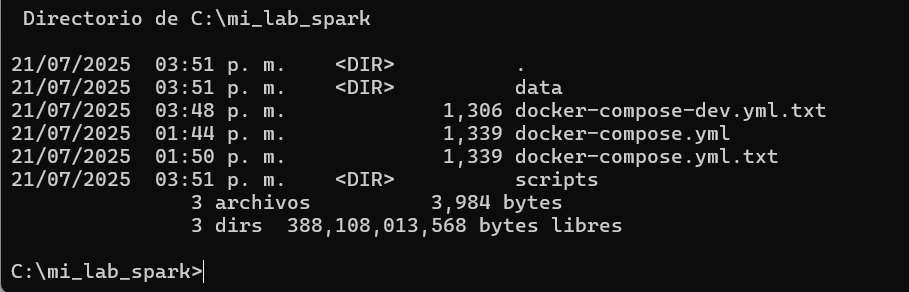 Directorio de C:\mi_lab_spark
21/07/2025  03:51 p. m.    <DIR>          .
21/07/2025  03:51 p. m.    <DIR>          data
21/07/2025  03:48 p. m.             1,306 docker-compose-dev.yml.txt
21/07/2025  01:44 p. m.             1,339 docker-compose.yml
21/07/2025  01:50 p. m.             1,339 docker-compose.yml.txt
21/07/2025  03:51 p. m.    <DIR>          scripts
3 archivos          3,984 bytes
3 dirs  388,108,013,568 bytes libres
C:\mi_lab_spark>